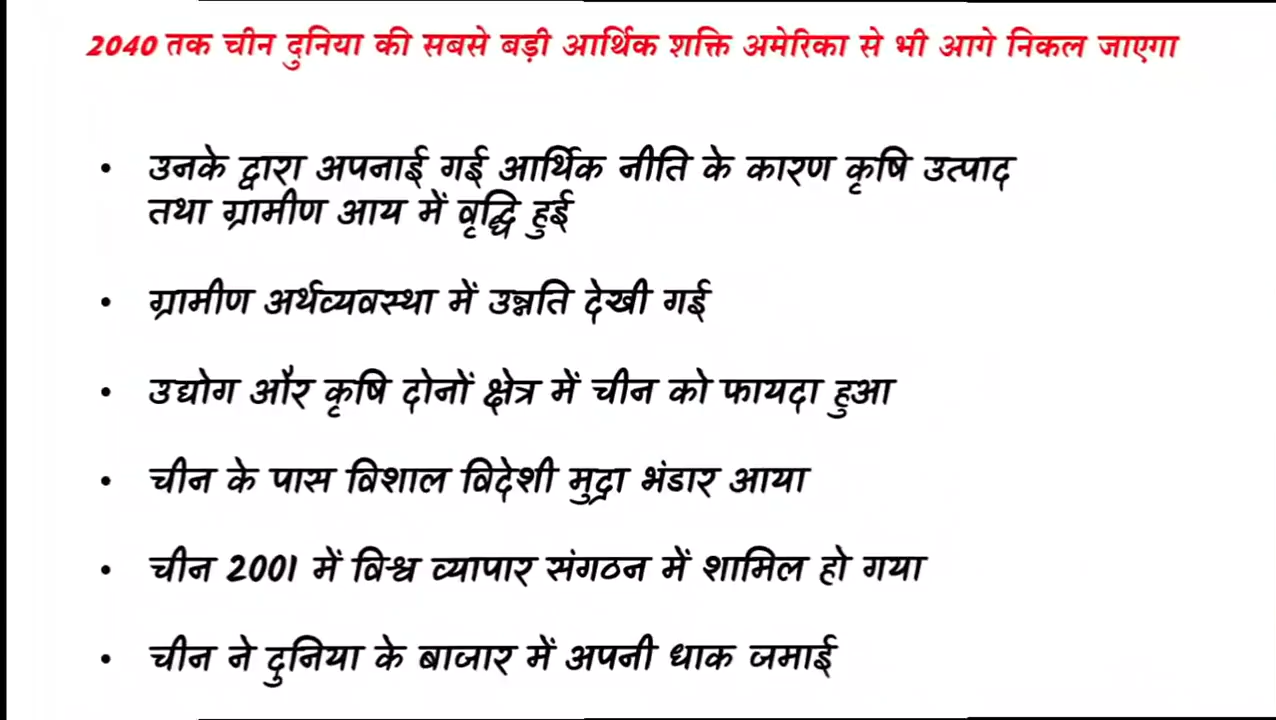 2040 तक चीन दुनिया की सबसे बड़ी आर्थिक शक्ति अमेरिका से भी आगे निकल जाएगा
• उनके द्वारा अपनाई गई आर्थिक नीति के कारण कृषि उत्पाद
तथा ग्रामीण आय में वृद्धि हुई
• ग्रामीण अर्थव्यवस्था में उन्नति देखी गई
• उद्योग और कृषि दोनों क्षेत्र में चीन को फायदा हुआ
• चीन के पास विशाल विदेशी मुद्रा भंडार आया
• चीन 2001 में विश्व व्यापार संगठन में शामिल हो गया
• चीन ने दुनिया के बाजार में अपनी धाक जमाई